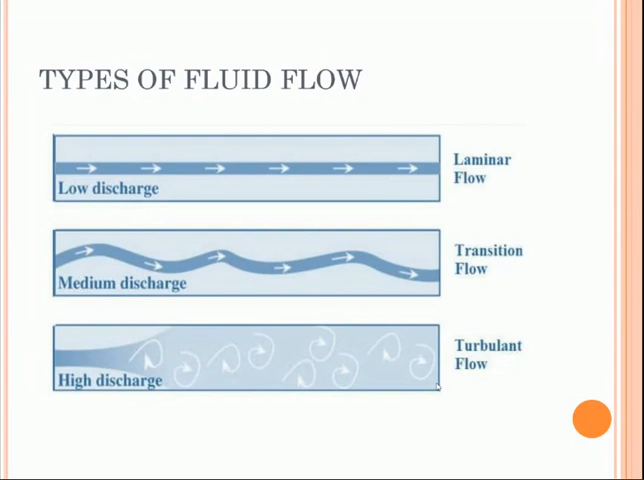 TYPES OF FLUID FLOW
Low discharge
Laminar
Flow
Medium discharge
Transition
Flow
High discharge
Turbulant
Flow